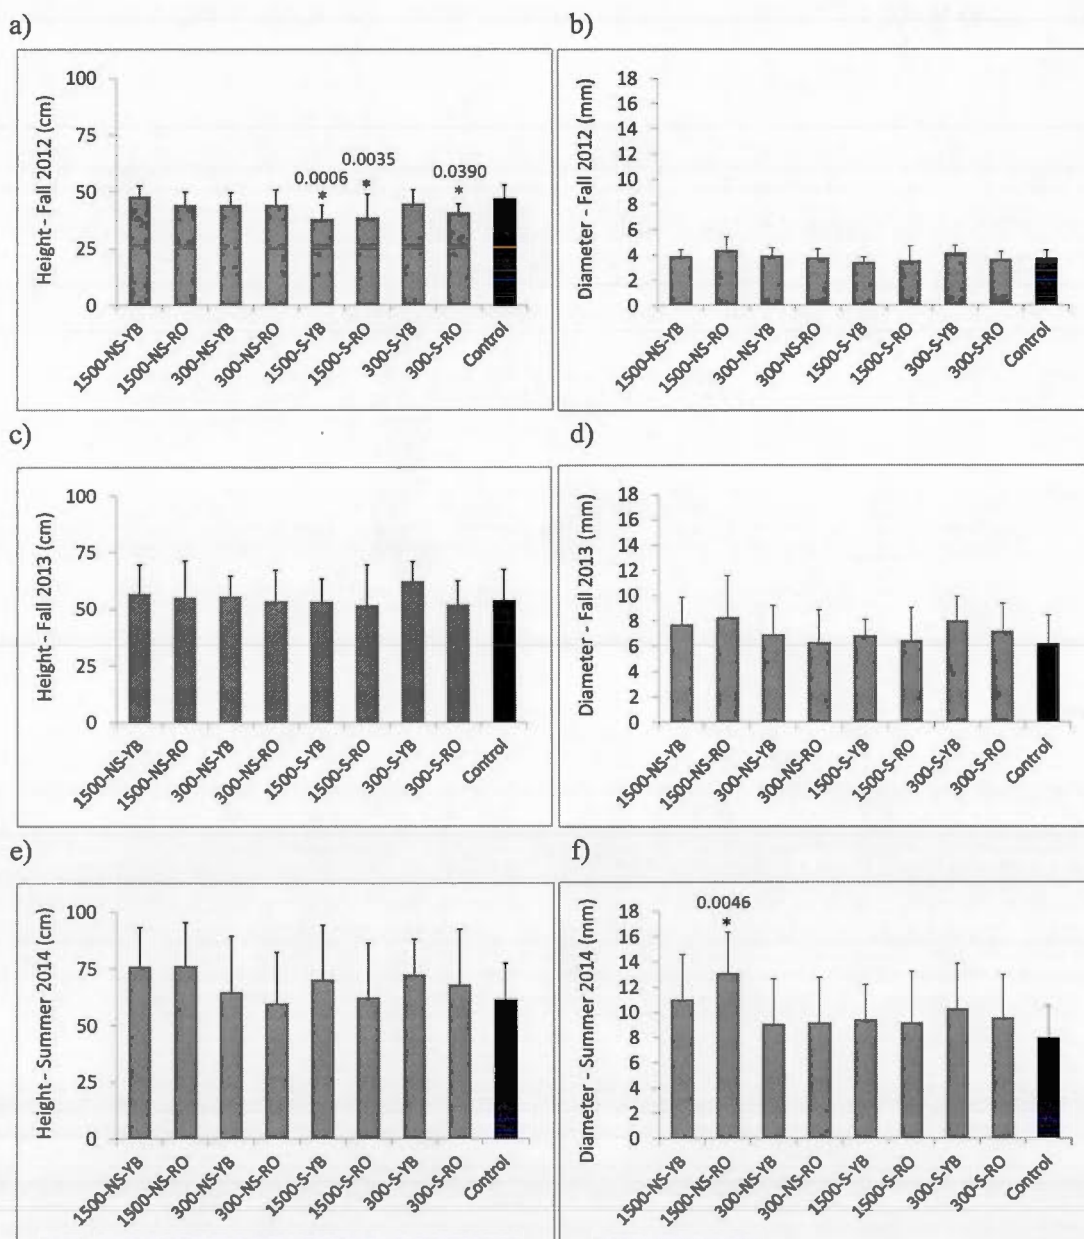 a)
Height - Fall 2012 (cm)
100
75
50
25
0
0.0006
*
0.0035
*
0.0390
*
1500-NS-YB
1500-NS-RO
300-NS-YB
300-NS-RO
1500-S-YB
1500-S-RO
300-S-YB
300-S-RO
Control
b)
Diameter - Fall 2012 (mm)
18
16
14
12
10
8
6
4
2
0
1500-NS-YB
1500-NS-RO
300-NS-YB
300-NS-RO
1500-S-YB
1500-S-RO
300-S-YB
300-S-RO
Control
c)
Height - Fall 2013 (cm)
100
75
50
25
0
1500-NS-YB
1500-NS-RO
300-NS-YB
300-NS-RO
1500-S-YB
1500-S-RO
300-S-YB
300-S-RO
Control
d)
Diameter - Fall 2013 (mm)
18
16
14
12
10
8
6
4
2
0
1500-NS-YB
1500-NS-RO
300-NS-YB
300-NS-RO
1500-S-YB
1500-S-RO
300-S-YB
300-S-RO
Control
e)
Height - Summer 2014 (cm)
100
75
50
25
0
1500-NS-YB
1500-NS-RO
300-NS-YB
300-NS-RO
1500-S-YB
1500-S-RO
300-S-YB
300-S-RO
Control
f)
Diameter - Summer 2014 (mm)
18
16
14
12
10
8
6
4
2
0
0.0046
*
1500-NS-YB
1500-NS-RO
300-NS-YB
300-NS-RO
1500-S-YB
1500-S-RO
300-S-YB
300-S-RO
Control